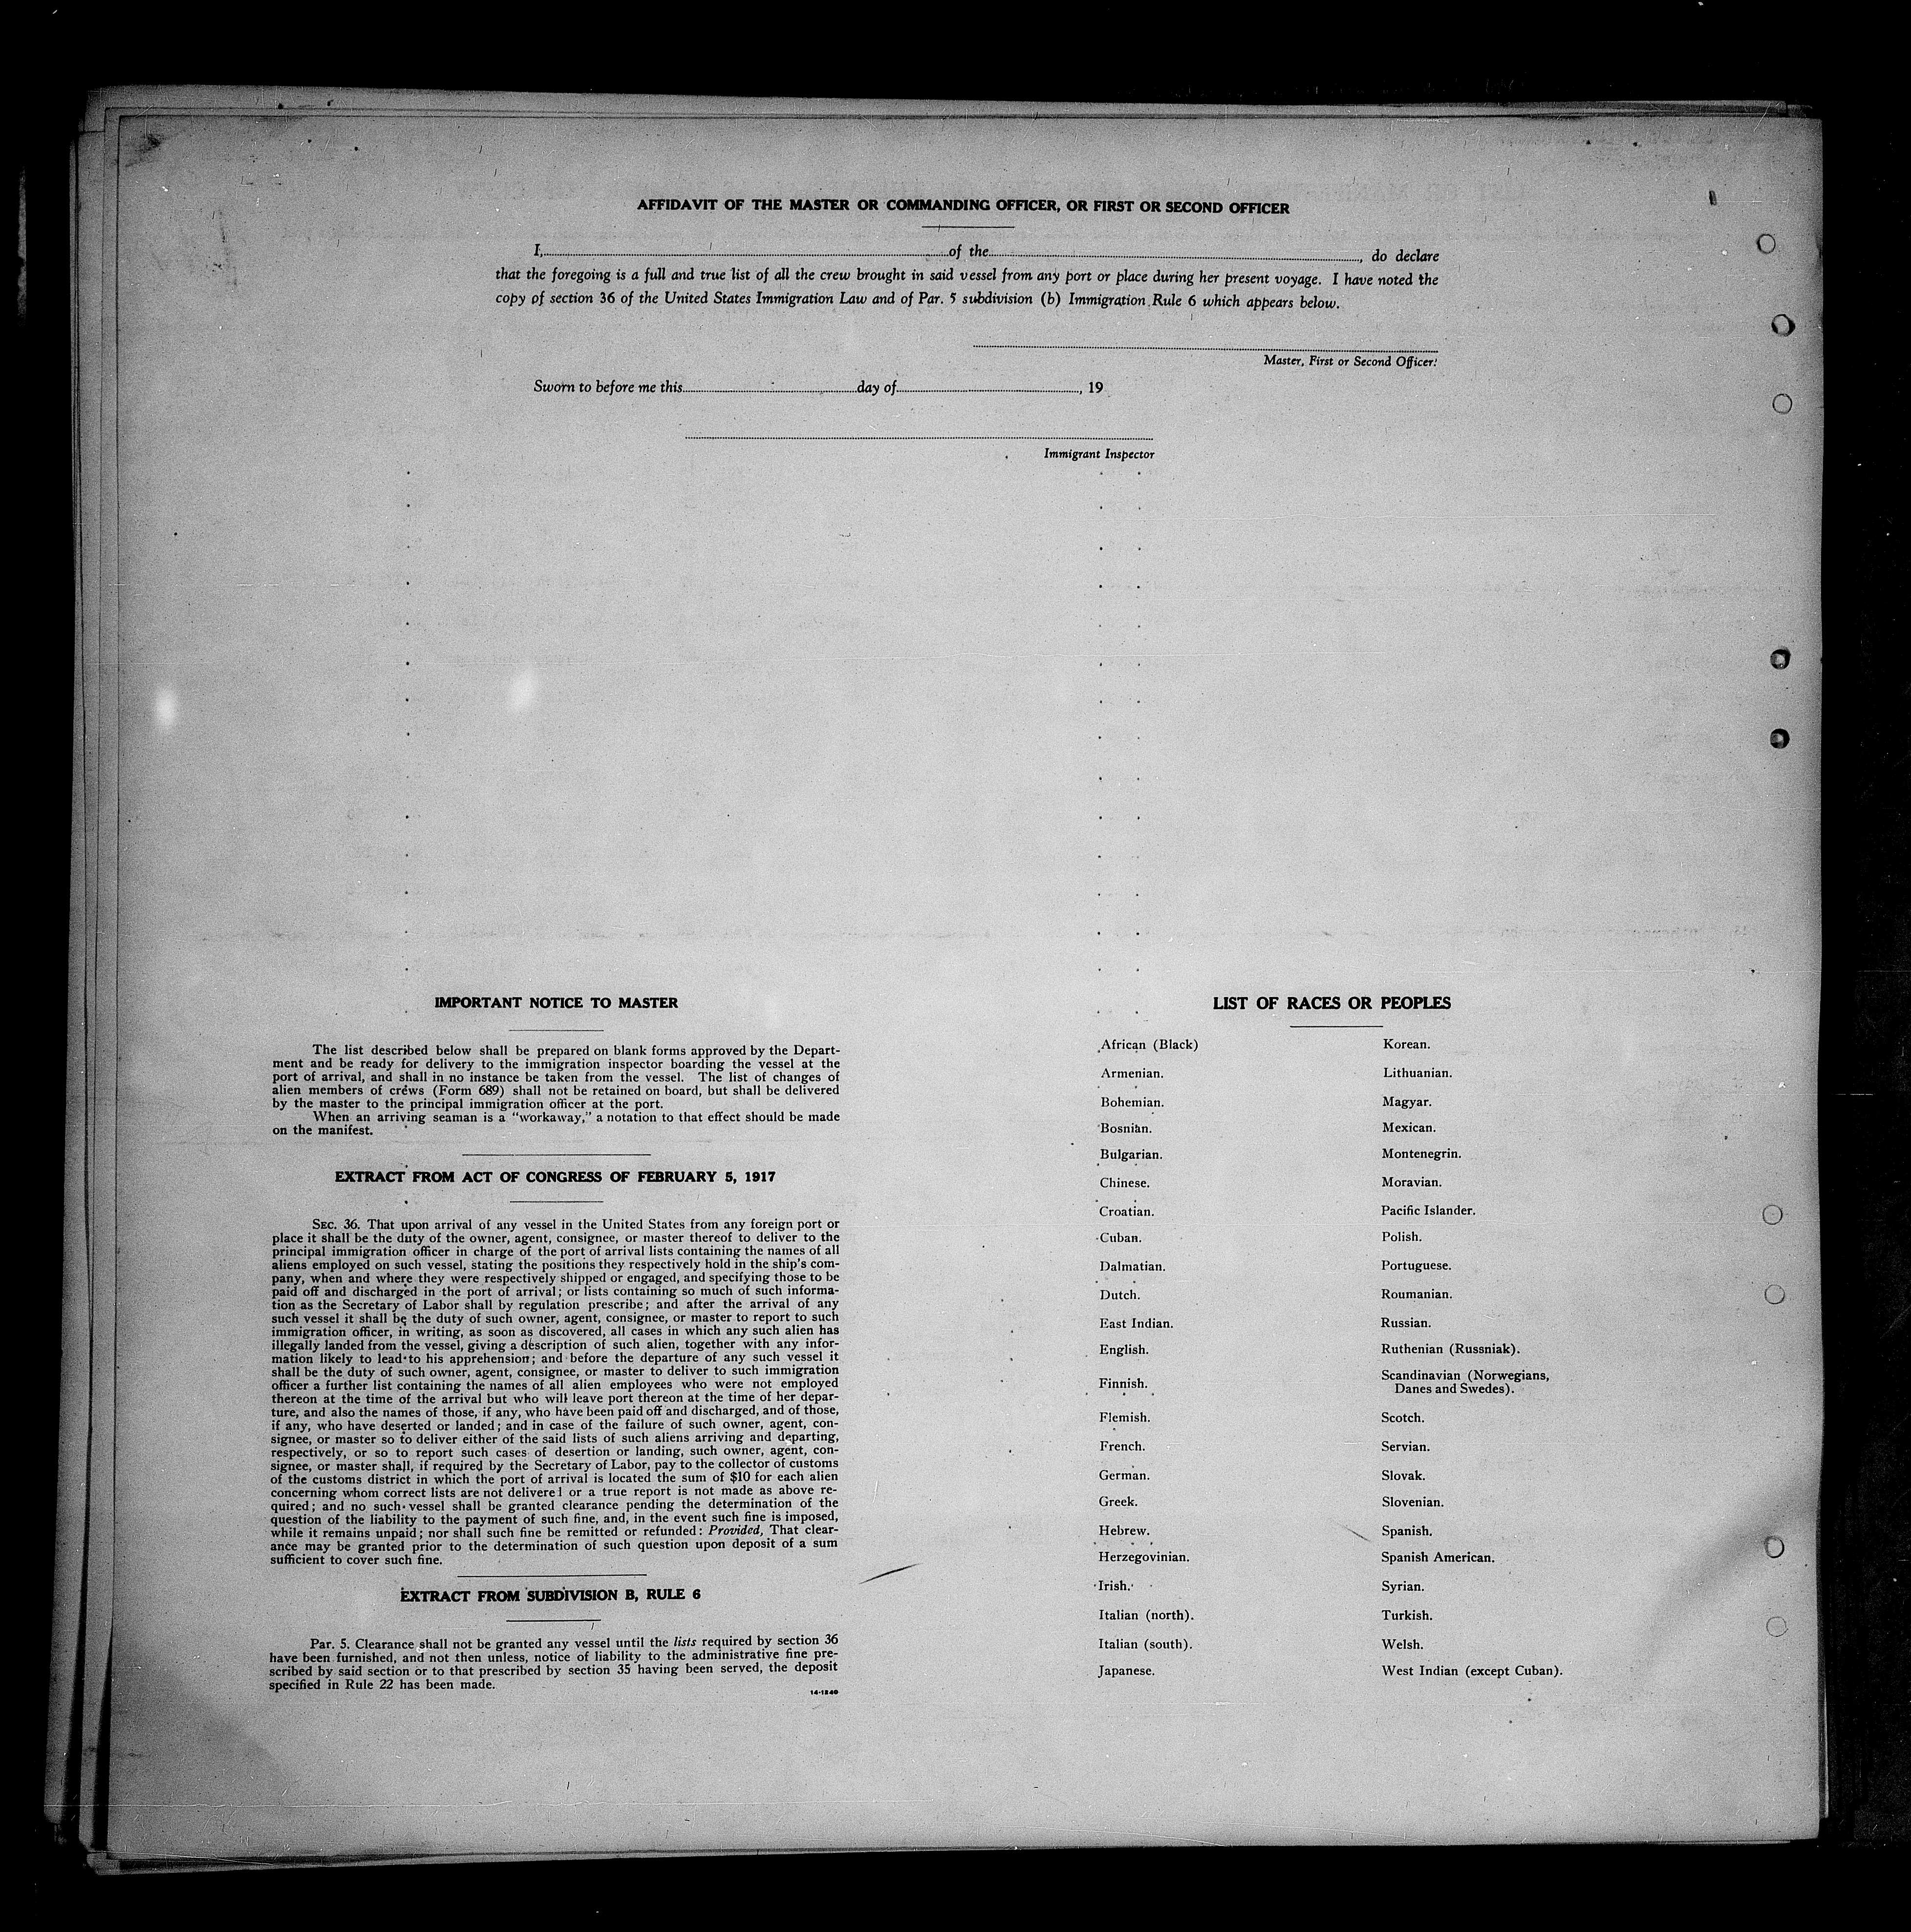 AFFIDAVIT OF THE MASTER OR COMMANDING OFFICER, OR FIRST OR SECOND OFFICER
I, of the , do declare
that the foregoing is a full and true list of all the crew brought in said vessel from any port or place during her present voyage. I have noted the
copy of section 36 of the United States Immigration Law and of Par. 5 subdivision (b) Immigration Rule 6 which appears below.
Master, First or Second Officer.
Sworn to before me this day of , 19
Immigrant Inspector
IMPORTANT NOTICE TO MASTER
The list described below shall be prepared on blank forms approved by the Depart-
ment and be ready for delivery to the immigration inspector boarding the vessel at the
port of arrival, and shall in no instance be taken from the vessel. The list of changes of
alien members of crews (Form 689) shall not be retained on board, but shall be delivered
by the master to the principal immigration officer at the port.
When an arriving seaman is a "workaway," a notation to that effect should be made
on the manifest.
EXTRACT FROM ACT OF CONGRESS OF FEBRUARY 5, 1917
SEC. 36. That upon arrival of any vessel in the United States from any foreign port or
place it shall be the duty of the owner, agent, consignee, or master thereof to deliver to the
principal immigration officer in charge of the port of arrival lists containing the names of all
aliens employed on such vessel, stating the positions they respectively hold in the ship's com-
pany, when and where they were respectively shipped or engaged, and specifying those to be
paid off and discharged in the port of arrival; or lists containing so much of such informa-
tion as the Secretary of Labor shall by regulation prescribe; and after the arrival of any
such vessel it shall be the duty of such owner, agent, consignee, or master to report to such
immigration officer, in writing, as soon as discovered, all cases in which any such alien has
illegally landed from the vessel, giving a description of such alien, together with any infor-
mation likely to lead to his apprehension; and before the departure of any such vessel it
shall be the duty of such owner, agent, consignee, or master to deliver to such immigration
officer a further list containing the names of all alien employees who were not employed
thereon at the time of the arrival but who will leave port thereon at the time of her depar-
ture, and also the names of those, if any, who have been paid off and discharged, and of those,
if any, who have deserted or landed; and in case of the failure of such owner, agent, con-
signee, or master so to deliver either of the said lists of such aliens arriving and departing,
respectively, or so to report such cases of desertion or landing, such owner, agent, con-
signee, or master shall, if required by the Secretary of Labor, pay to the collector of customs
of the customs district in which the port of arrival is located the sum of $10 for each alien
concerning whom correct lists are not delivered or a true report is not made as above re-
quired; and no such vessel shall be granted clearance pending the determination of the
question of the liability to the payment of such fine, and, in the event such fine is imposed,
while it remains unpaid; nor shall such fine be remitted or refunded: Provided, That clear-
ance may be granted prior to the determination of such question upon deposit of a sum
sufficient to cover such fine.
EXTRACT FROM SUBDIVISION B, RULE 6
Par. 5. Clearance shall not be granted any vessel until the lists required by section 36
have been furnished, and not then unless, notice of liability to the administrative fine pre-
scribed by said section or to that prescribed by section 35 having been served, the deposit
specified in Rule 22 has been made.
14-1240
LIST OF RACES OR PEOPLES
African (Black)
Armenian.
Bohemian.
Bosnian.
Bulgarian.
Chinese.
Croatian.
Cuban.
Dalmatian.
Dutch.
East Indian.
English.
Finnish.
Flemish.
French.
German.
Greek.
Hebrew.
Herzegovinian.
Irish.
Italian (north).
Italian (south).
Japanese.
Korean.
Lithuanian.
Magyar.
Mexican.
Montenegrin.
Moravian.
Pacific Islander.
Polish.
Portuguese.
Roumanian.
Russian.
Ruthenian (Russniak).
Scandinavian (Norwegians,
Danes and Swedes).
Scotch.
Servian.
Slovak.
Slovenian.
Spanish.
Spanish American.
Syrian.
Turkish.
Welsh.
West Indian (except Cuban).